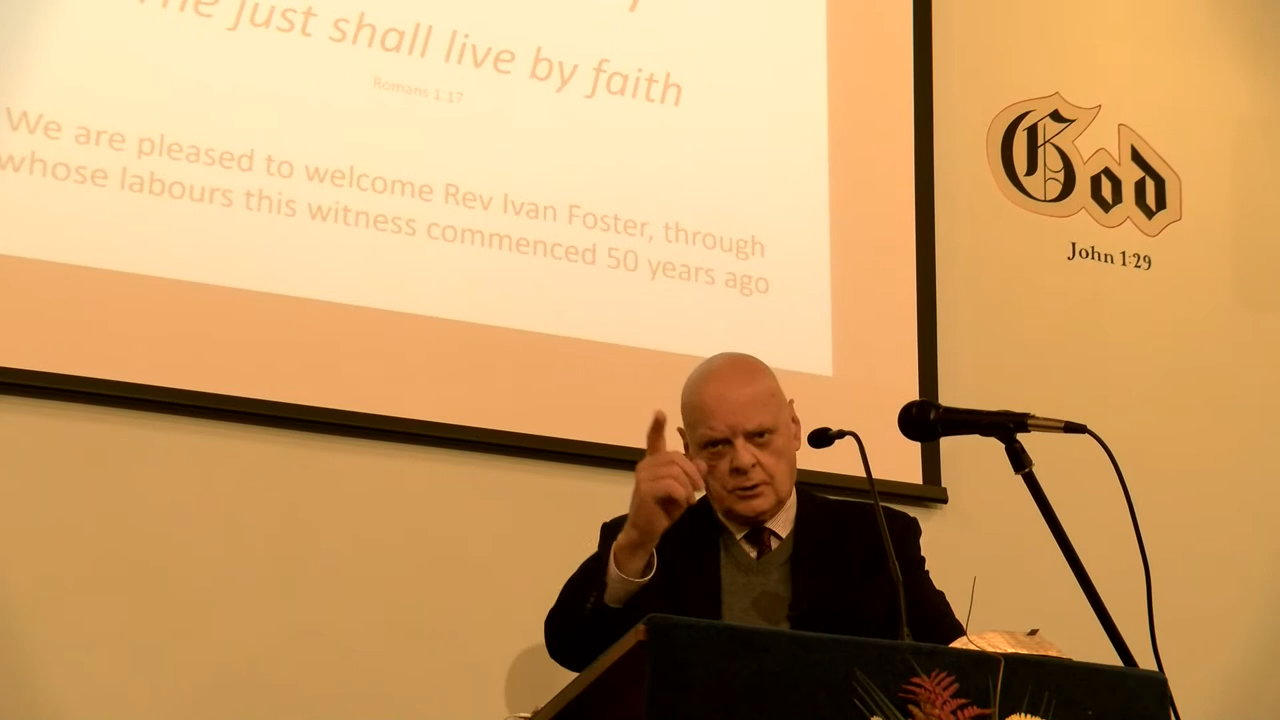 The just shall live by faith
Romans 1.17
We are pleased to welcome Rev Ivan Foster, through
whose labours this witness commenced 50 years ago
God
John 1:29